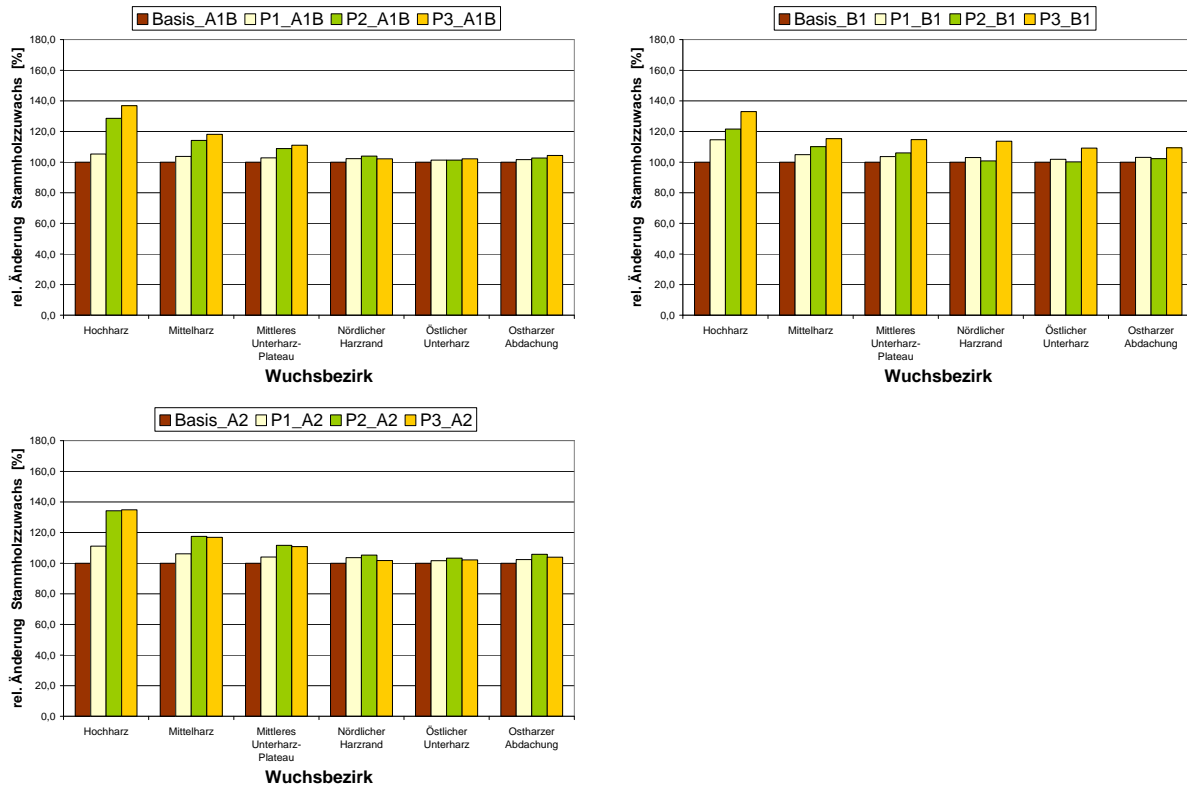 Basis_A1B P1_A1B P2_A1B P3_A1B
rel. Änderung Stammholzzuwachs [%]
180,0
160,0
140,0
120,0
100,0
80,0
60,0
40,0
20,0
0,0
Hochharz Mittelharz Mittleres Unterharz-Plateau Nördlicher Harzrand Östlicher Unterharz Ostharzer Abdachung
Wuchsbezirk
Basis_B1 P1_B1 P2_B1 P3_B1
rel. Änderung Stammholzzuwachs [%]
180,0
160,0
140,0
120,0
100,0
80,0
60,0
40,0
20,0
0,0
Hochharz Mittelharz Mittleres Unterharz-Plateau Nördlicher Harzrand Östlicher Unterharz Ostharzer Abdachung
Wuchsbezirk
Basis_A2 P1_A2 P2_A2 P3_A2
rel. Änderung Stammholzzuwachs [%]
180,0
160,0
140,0
120,0
100,0
80,0
60,0
40,0
20,0
0,0
Hochharz Mittelharz Mittleres Unterharz-Plateau Nördlicher Harzrand Östlicher Unterharz Ostharzer Abdachung
Wuchsbezirk